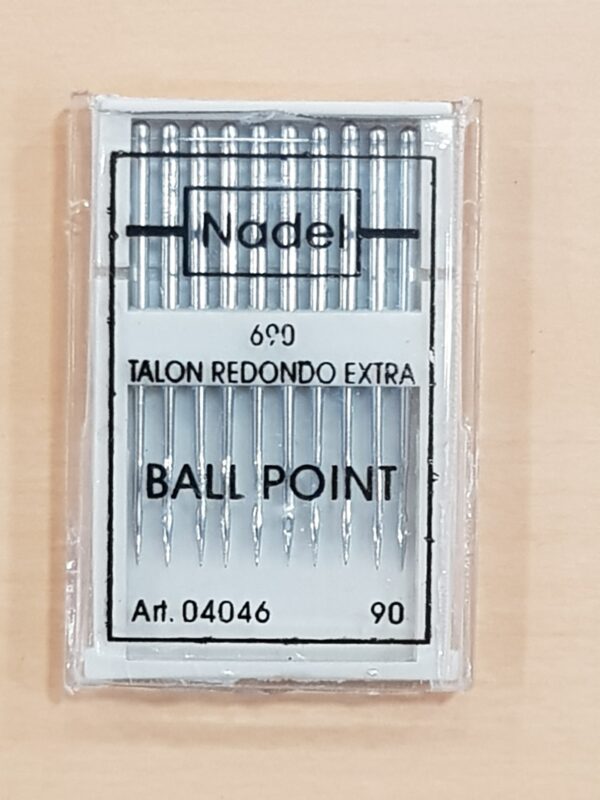 Nadel
690
TALON REDONDO EXTRA
BALL POINT
Art. 04046 90